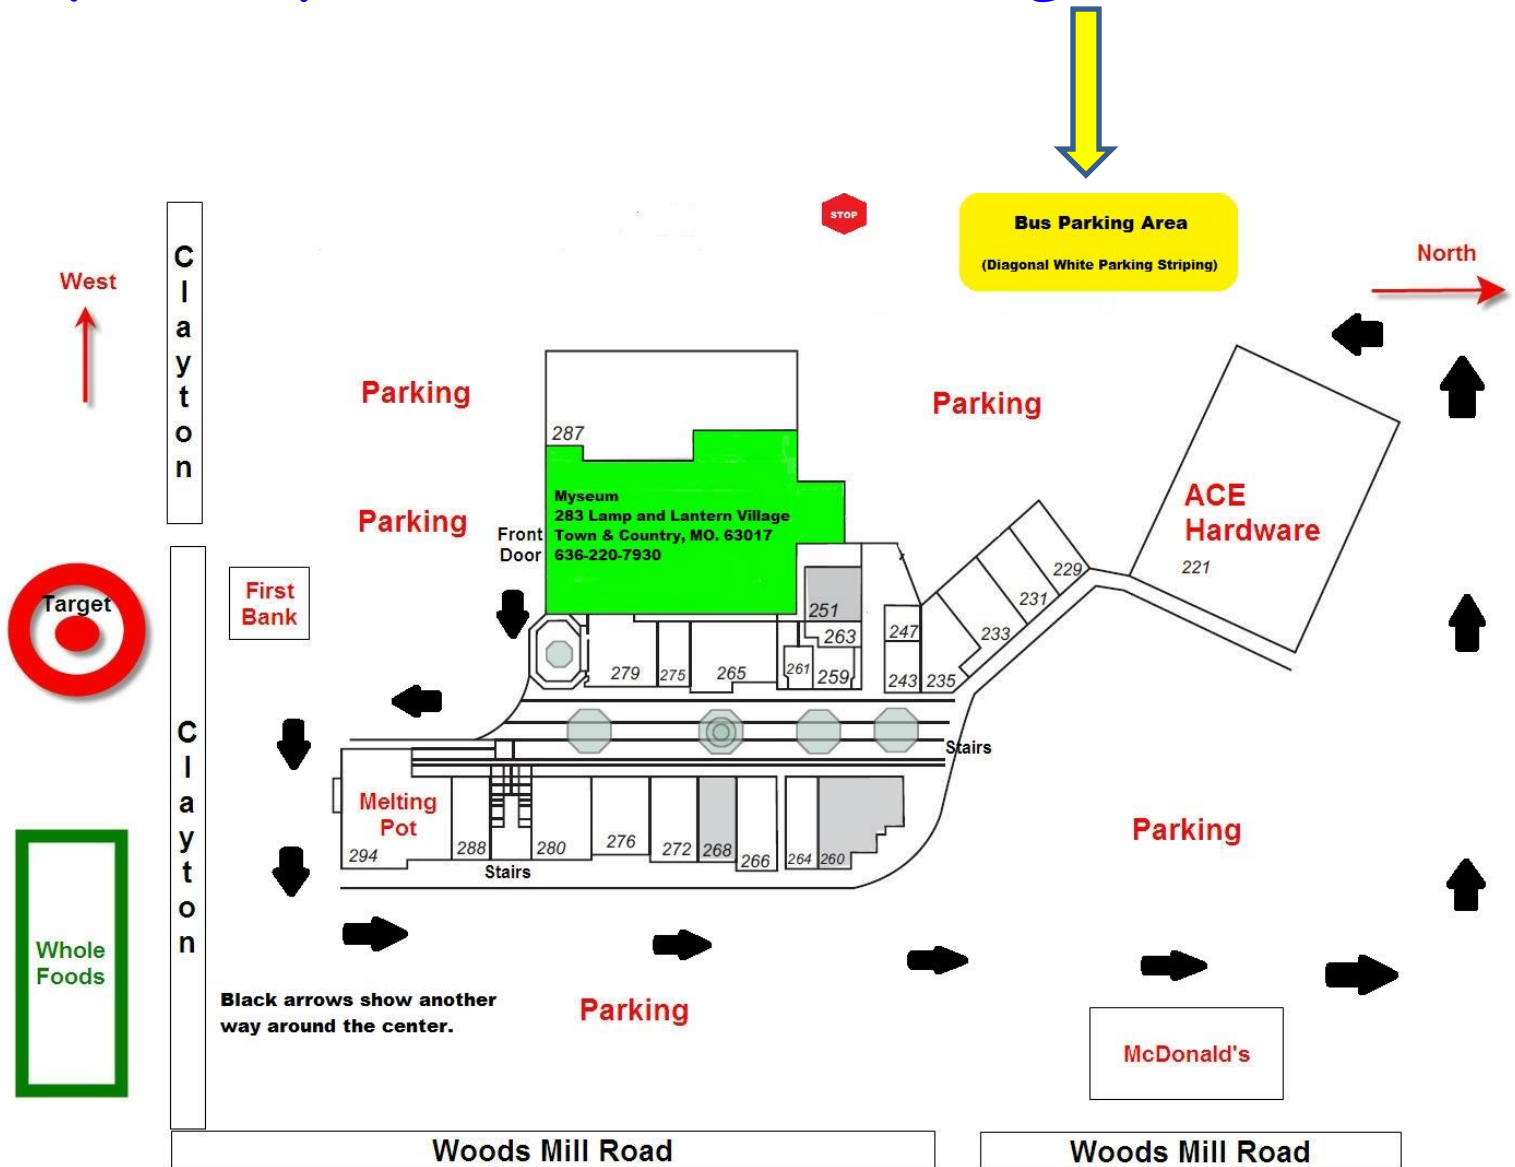 STOP
Bus Parking Area
(Diagonal White Parking Striping)
North
West
Clayton
Parking
Parking
287
Myseum
283 Lamp and Lantern Village
Town & Country, MO. 63017
636-220-7930
Front
Door
Parking
ACE
Hardware
221
First
Bank
Target
251
263
247
229
231
233
279
275
265
261
259
243
235
Stairs
Clayton
Melting
Pot
294
288
280
276
272
268
266
264
260
Stairs
Parking
Whole
Foods
Black arrows show another
way around the center.
Parking
McDonald's
Woods Mill Road
Woods Mill Road